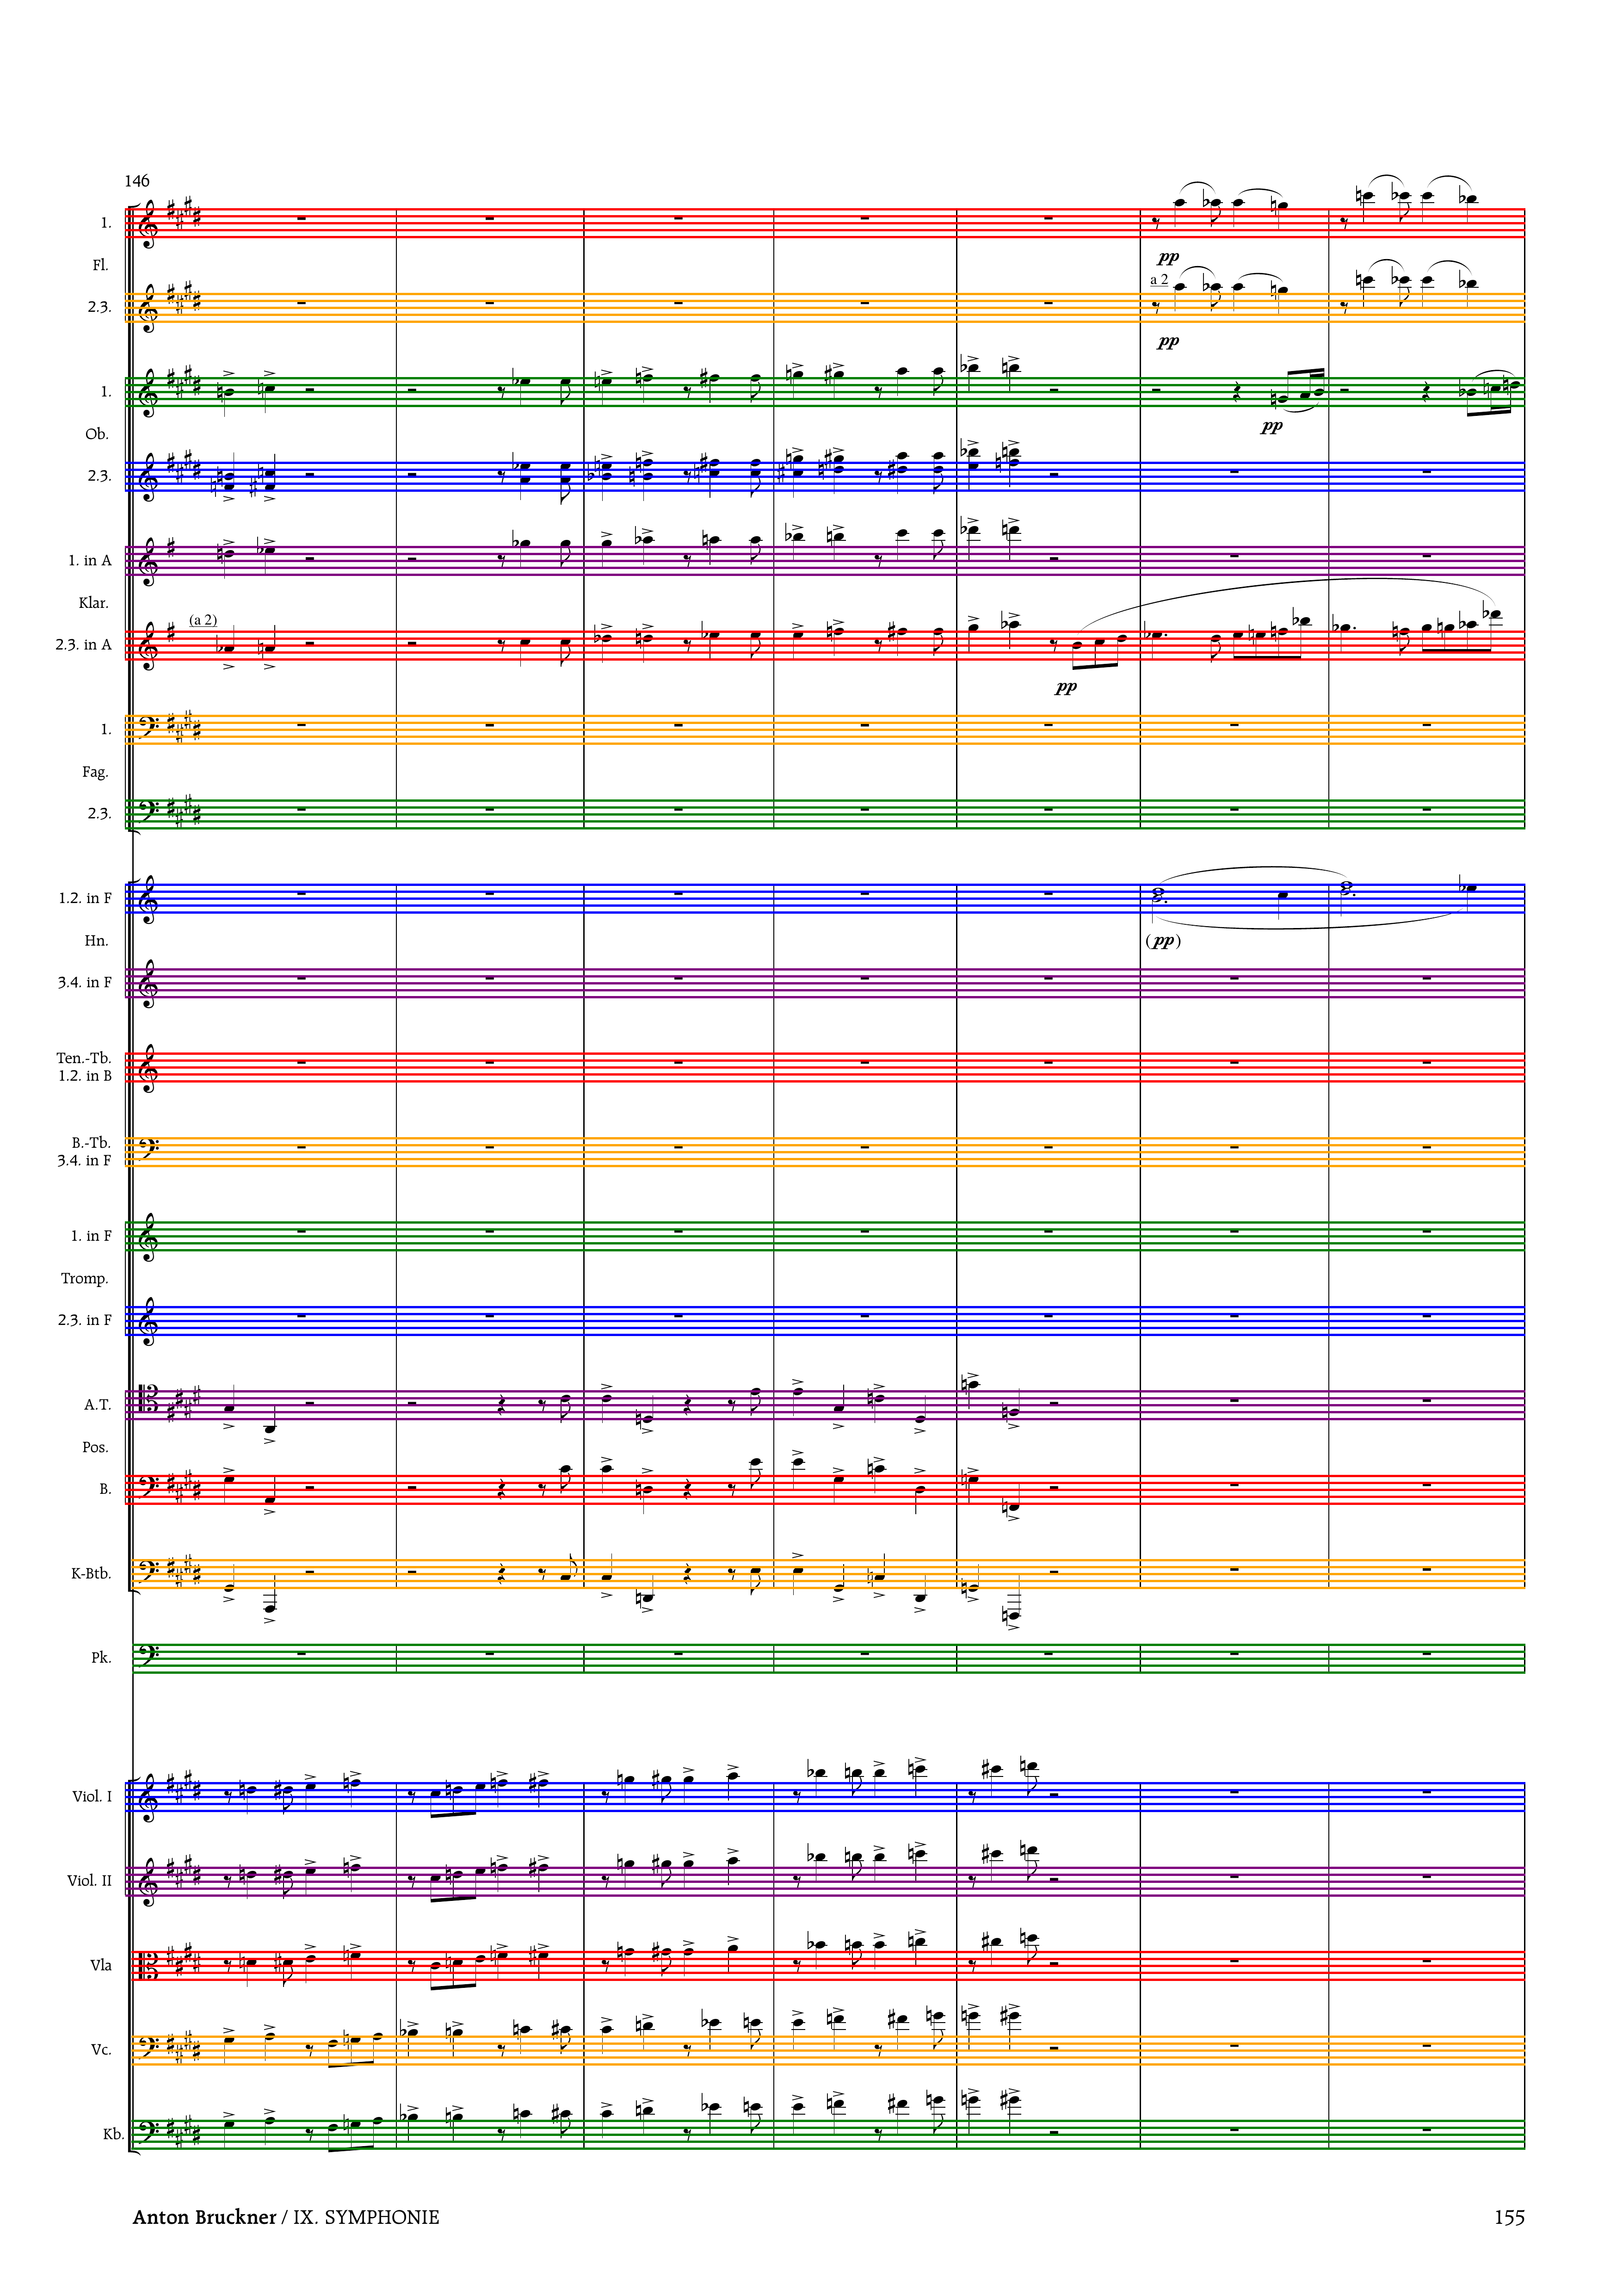 146
1.
Fl.
pp
a 2
2.3.
pp
1.
pp
Ob.
2.3.
1. in A
Klar.
(a 2)
2.3. in A
pp
1.
Fag.
2.3.
1.2. in F
Hn.
(pp)
3.4. in F
Ten.-Tb.
1.2. in B
B.-Tb.
3.4. in F
1. in F
Tromp.
2.3. in F
A.T.
Pos.
B.
K-Btb.
Pk.
Viol. I
Viol. II
Vla
Vc.
Kb.
Anton Bruckner / IX. SYMPHONIE 155